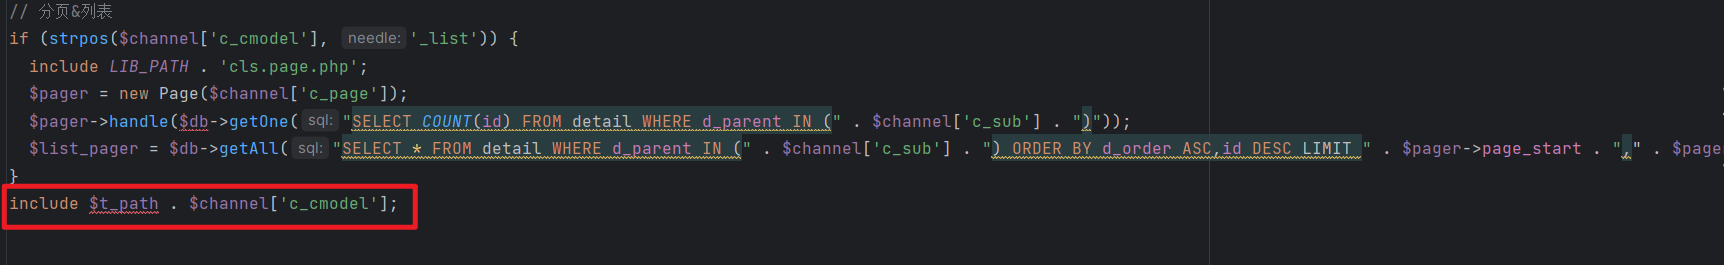 // 分页&列表
if (strpos($channel['c_cmodel'], needle: '_list')) {
include LIB_PATH . 'cls.page.php';
$pager = new Page($channel['c_page']);
$pager->handle($db->getOne( sql: "SELECT COUNT(id) FROM detail WHERE d_parent IN (" . $channel['c_sub'] . ")"));
$list_pager = $db->getAll( sql: "SELECT * FROM detail WHERE d_parent IN (" . $channel['c_sub'] . ") ORDER BY d_order ASC,id DESC LIMIT " . $pager->page_start . "," . $page
}
include $t_path . $channel['c_cmodel'];